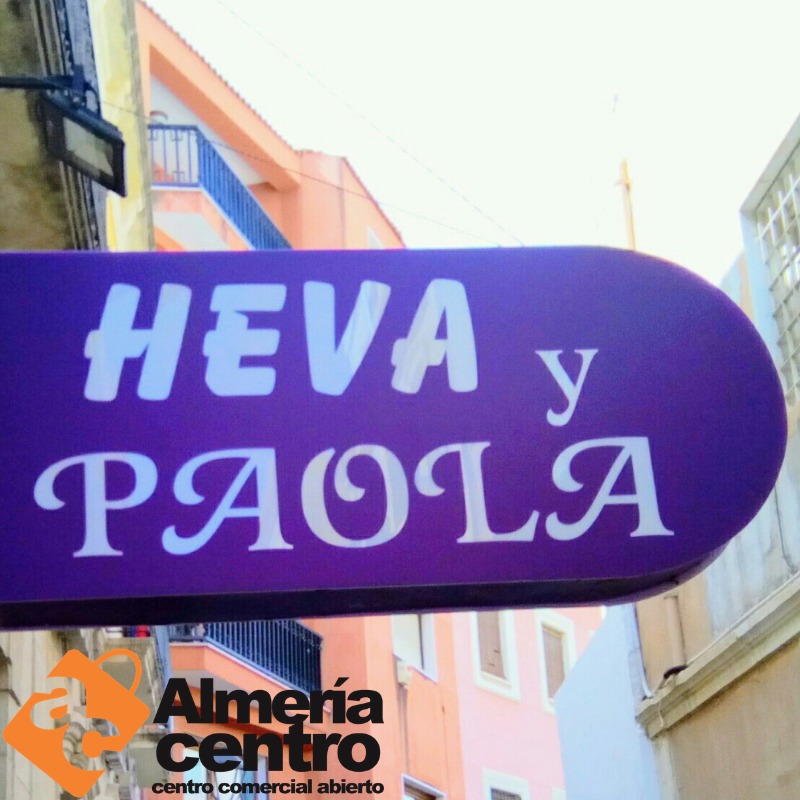 HEVA y
PAOLA
Almería
centro
centro comercial abierto